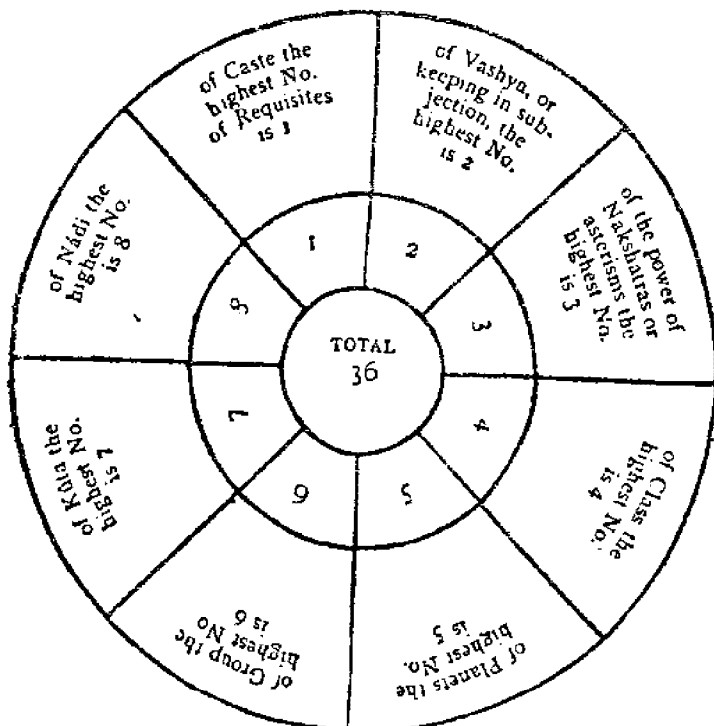 of Caste the
highest No.
of Requisites
is 1
of Vashya, or
keeping in sub-
jection, the
highest No.
is 2
of the power of
Nakshatras or
asterisms the
highest No.
is 3
of Class the
highest No.
is 4
of Planets the
highest No.
is 5
of Group the
highest No
is 6
of Kúta the
highest No.
is 7
of Nádi the
highest No.
is 8
1
2
3
4
5
6
7
8
TOTAL
36